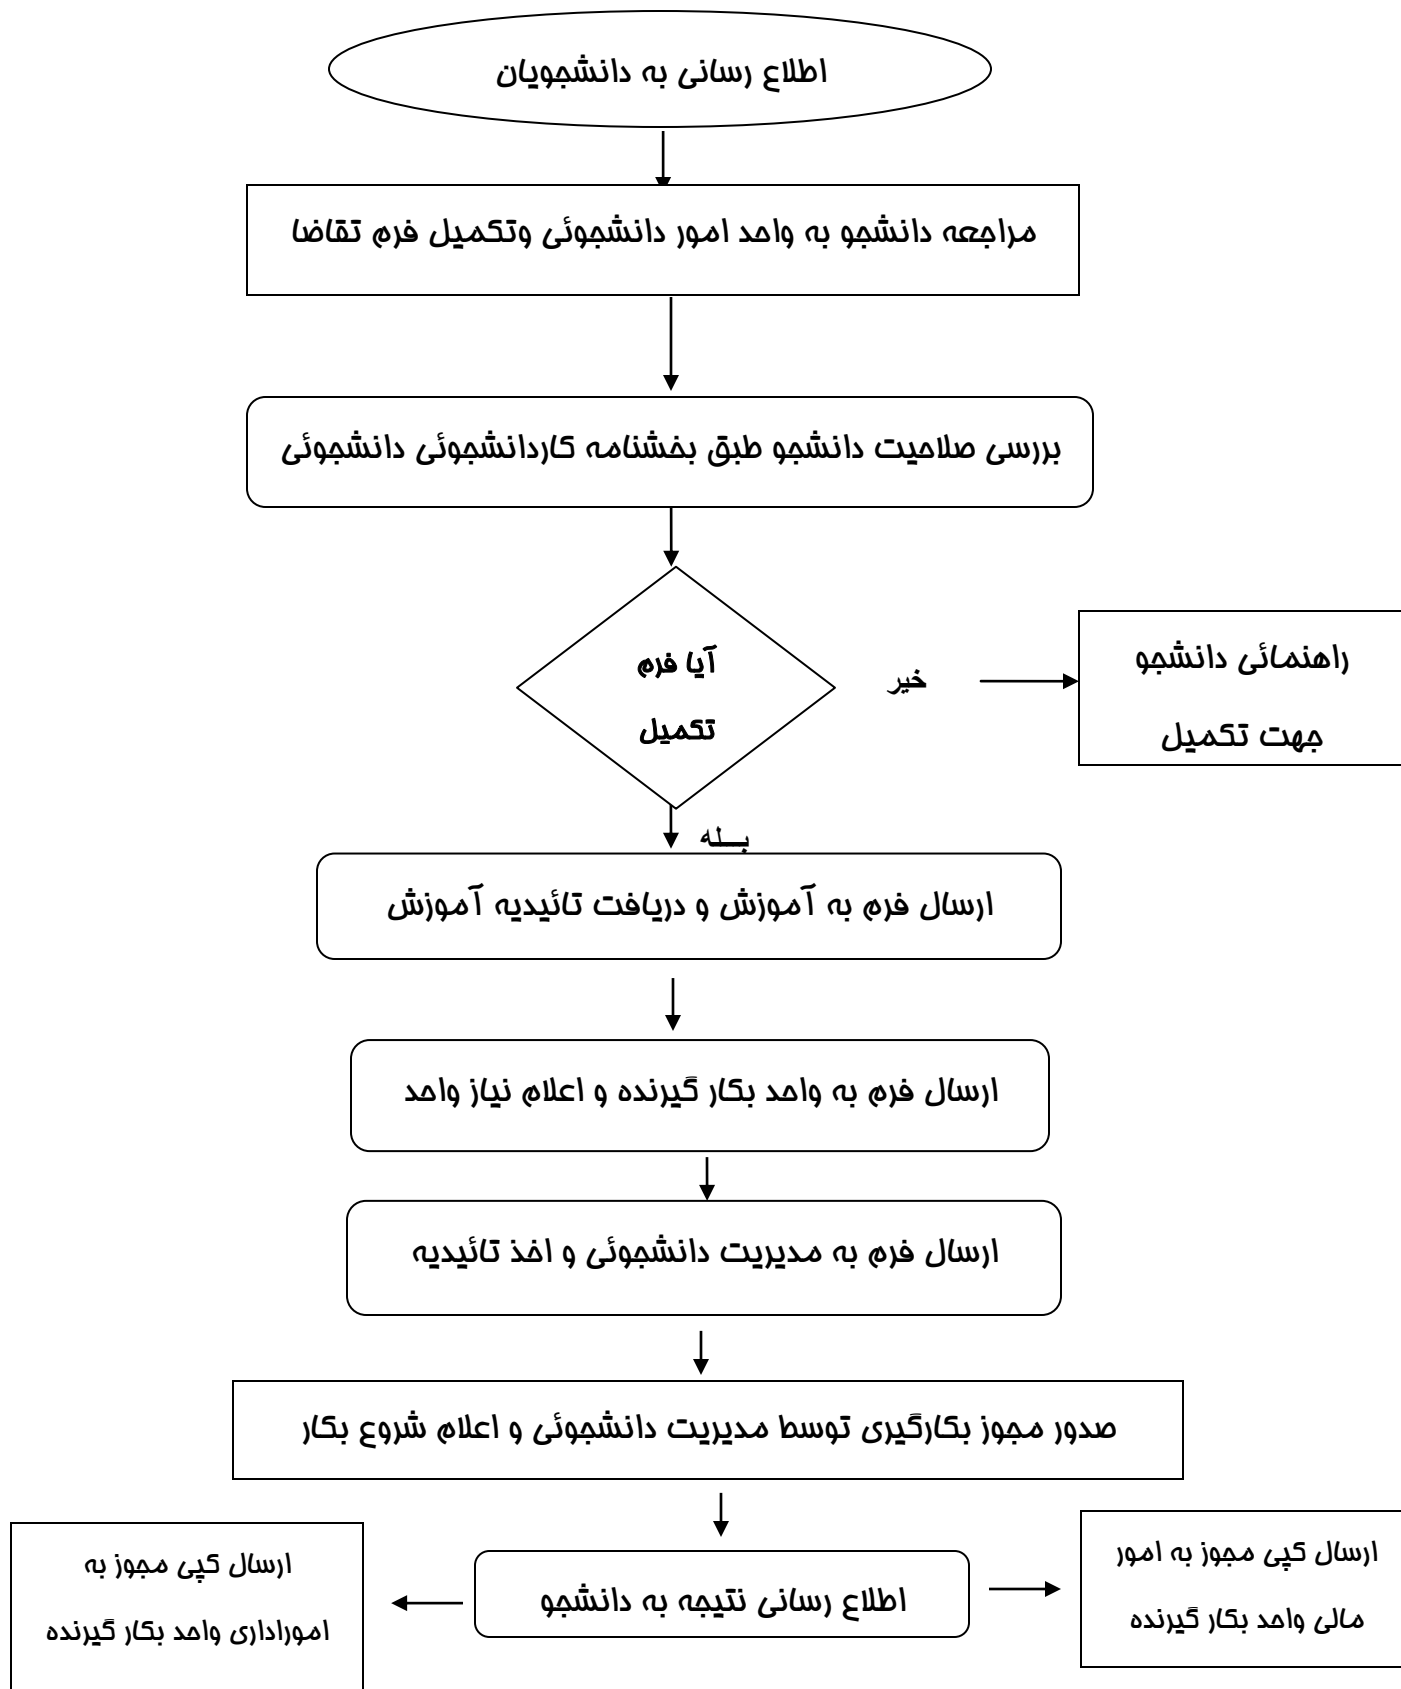 اطلاع رسانی به دانشجویان
مراجعه دانشجو به واحد امور دانشجوئی وتکمیل فرم تقاضا
بررسی صلاحیت دانشجو طبق بخشنامه کاردانشجوئی دانشجوئی
آیا فرم
تکمیل
خیر
راهنمائی دانشجو
جهت تکمیل
بـــله
ارسال فرم به آموزش و دریافت تائیدیه آموزش
ارسال فرم به واحد بکار گیرنده و اعلام نیاز واحد
ارسال فرم به مدیریت دانشجوئی و اخذ تائیدیه
صدور مجوز بکارگیری توسط مدیریت دانشجوئی و اعلام شروع بکار
ارسال کپی مجوز به امور
مالی واحد بکار گیرنده
اطلاع رسانی نتیجه به دانشجو
ارسال کپی مجوز به
اموراداری واحد بکار گیرنده